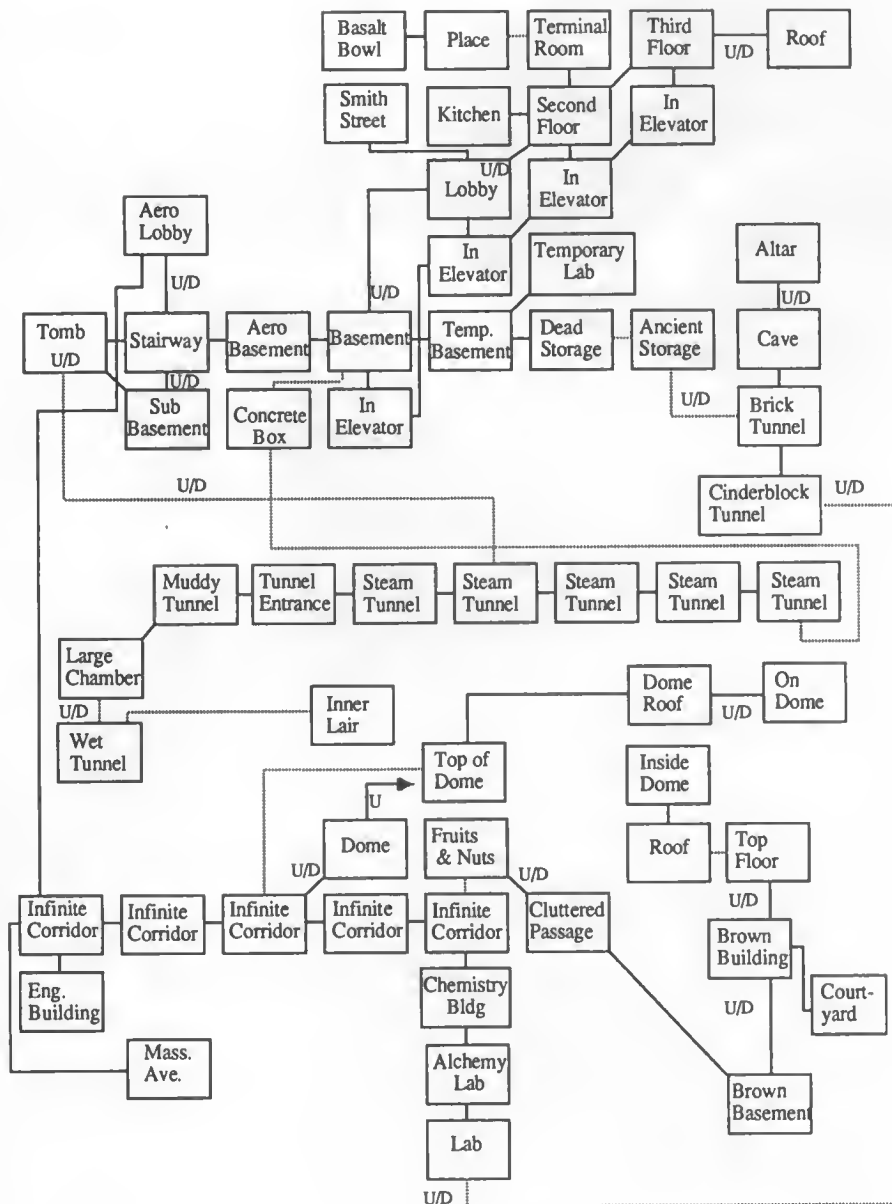 Basalt
Bowl
Place
Terminal
Room
Third
Floor
U/D
Roof
Smith
Street
Kitchen
Second
Floor
In
Elevator
U/D
Lobby
In
Elevator
Aero
Lobby
U/D
In
Elevator
Temporary
Lab
Altar
U/D
U/D
Tomb
U/D
Stairway
Aero
Basement
Basement
Temp.
Basement
Dead
Storage
Ancient
Storage
Cave
U/D
Sub
Basement
Concrete
Box
In
Elevator
U/D
Brick
Tunnel
U/D
Cinderblock
Tunnel
U/D
Muddy
Tunnel
Tunnel
Entrance
Steam
Tunnel
Steam
Tunnel
Steam
Tunnel
Steam
Tunnel
Steam
Tunnel
Large
Chamber
U/D
Wet
Tunnel
Inner
Lair
Dome
Roof
U/D
On
Dome
Top of
Dome
Inside
Dome
U
Dome
U/D
Fruits
& Nuts
U/D
Roof
Top
Floor
U/D
Infinite
Corridor
Infinite
Corridor
Infinite
Corridor
Infinite
Corridor
Infinite
Corridor
Cluttered
Passage
Brown
Building
Eng.
Building
Chemistry
Bldg
U/D
Court-
yard
Mass.
Ave.
Alchemy
Lab
Brown
Basement
Lab
U/D